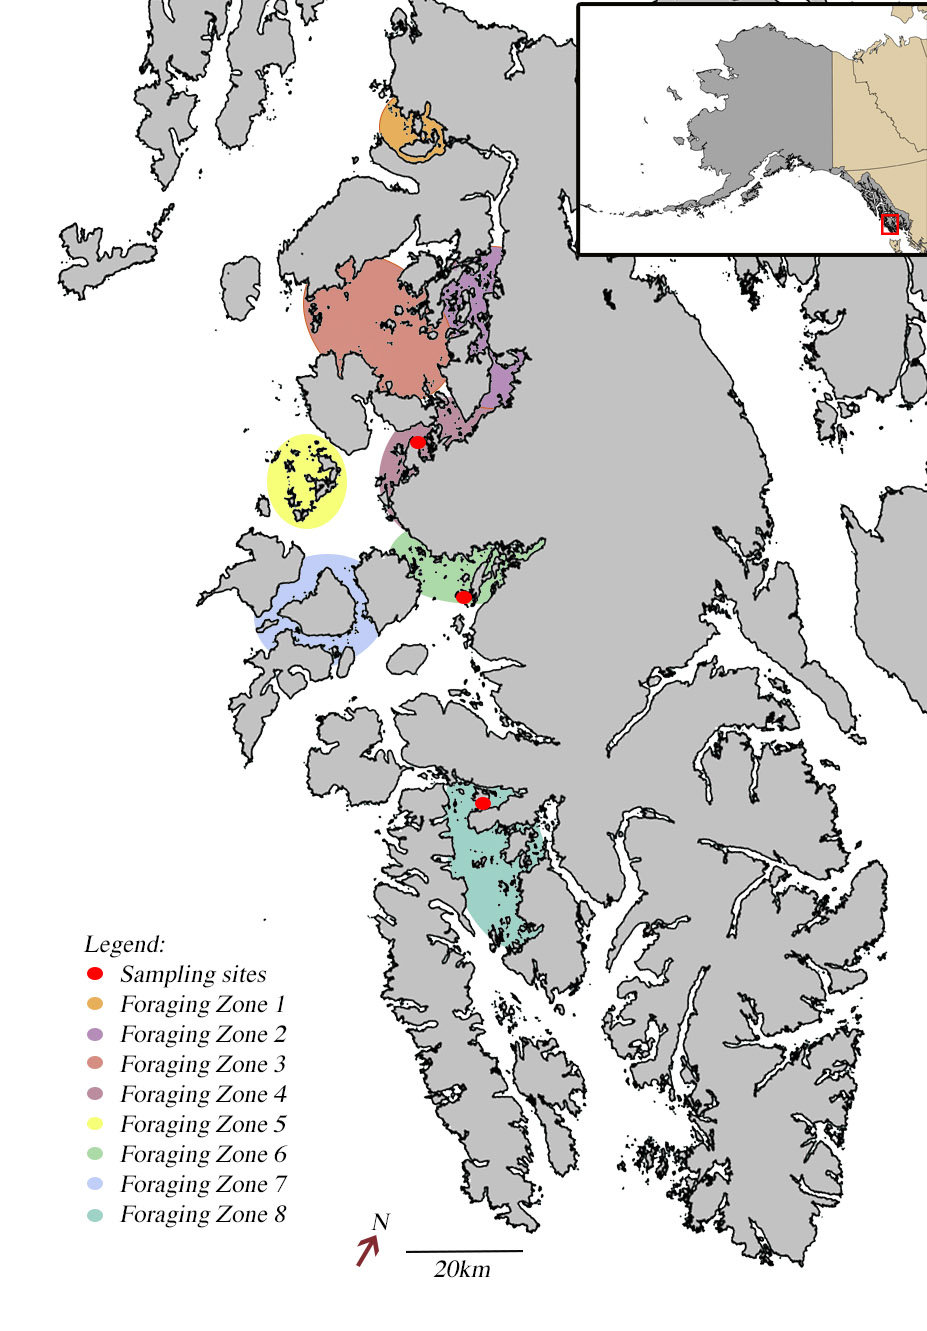 Legend:
Sampling sites
Foraging Zone 1
Foraging Zone 2
Foraging Zone 3
Foraging Zone 4
Foraging Zone 5
Foraging Zone 6
Foraging Zone 7
Foraging Zone 8
N
20km